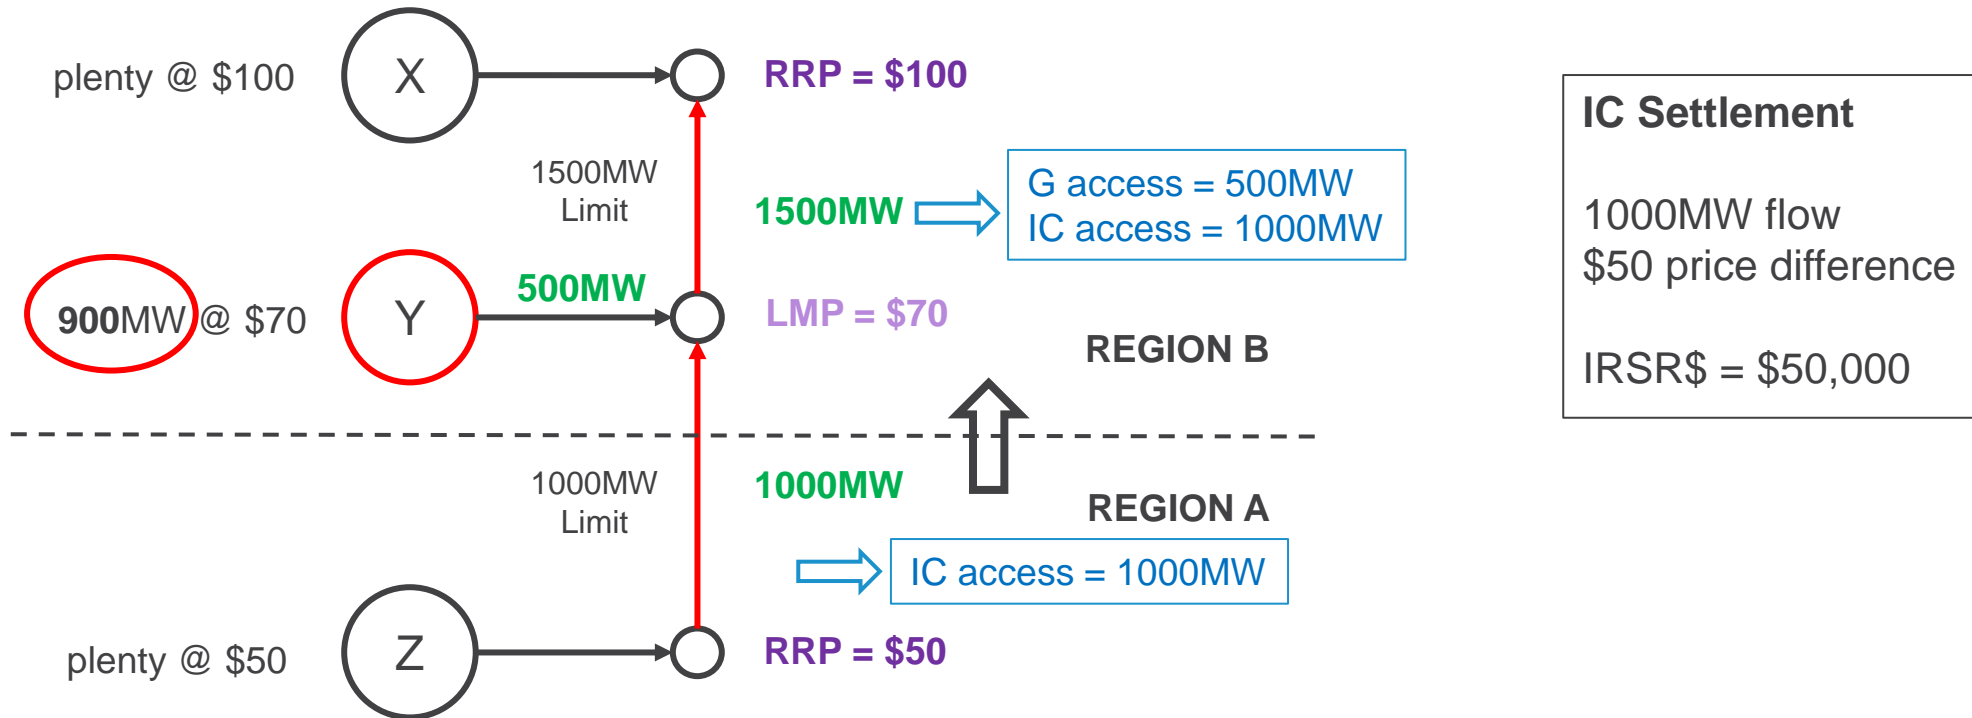 plenty @ $100
X
RRP = $100
1500MW
Limit
1500MW
G access = 500MW
IC access = 1000MW
900MW @ $70
Y
500MW
LMP = $70
REGION B
1000MW
Limit
1000MW
REGION A
IC access = 1000MW
plenty @ $50
Z
RRP = $50
IC Settlement
1000MW flow
$50 price difference
IRSR$ = $50,000